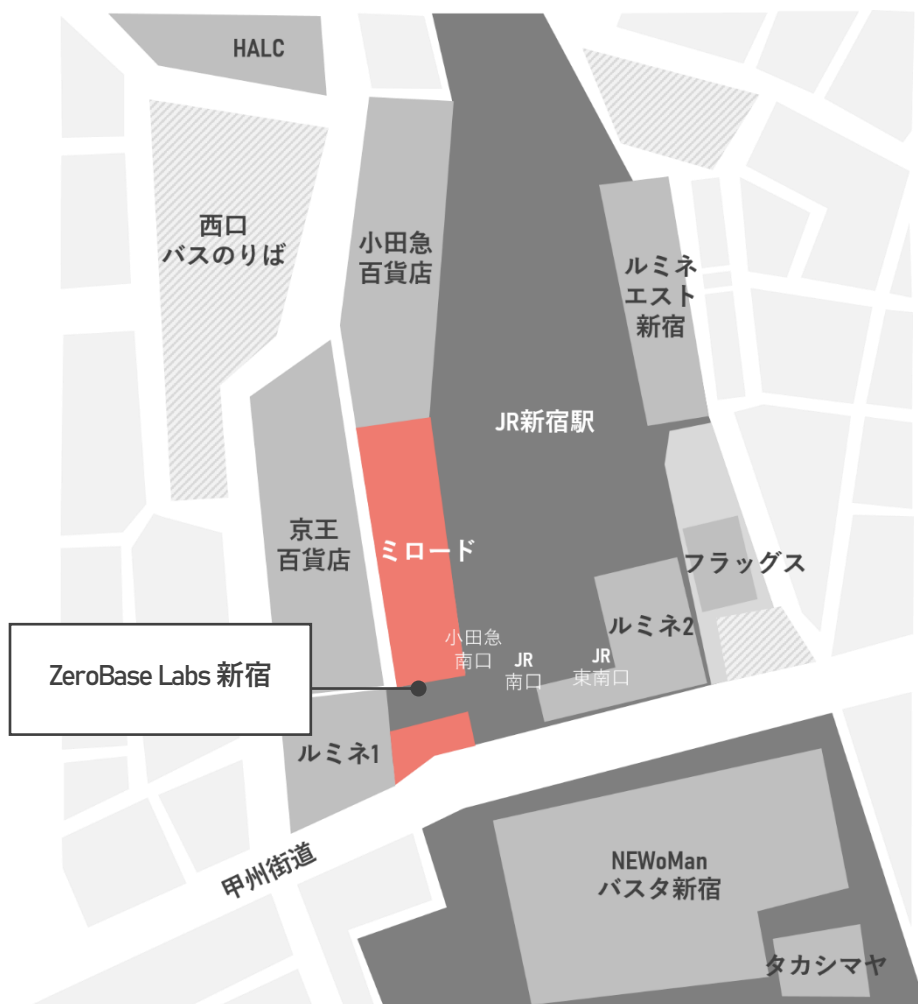 HALC
西口
バスのりば
小田急
百貨店
ルミネ
エスト
新宿
JR新宿駅
京王
百貨店
ミロード
フラッグス
ルミネ2
小田急
南口
JR
南口
JR
東南口
ZeroBase Labs 新宿
ルミネ1
甲州街道
NEWoMan
バスタ新宿
タカシマヤ